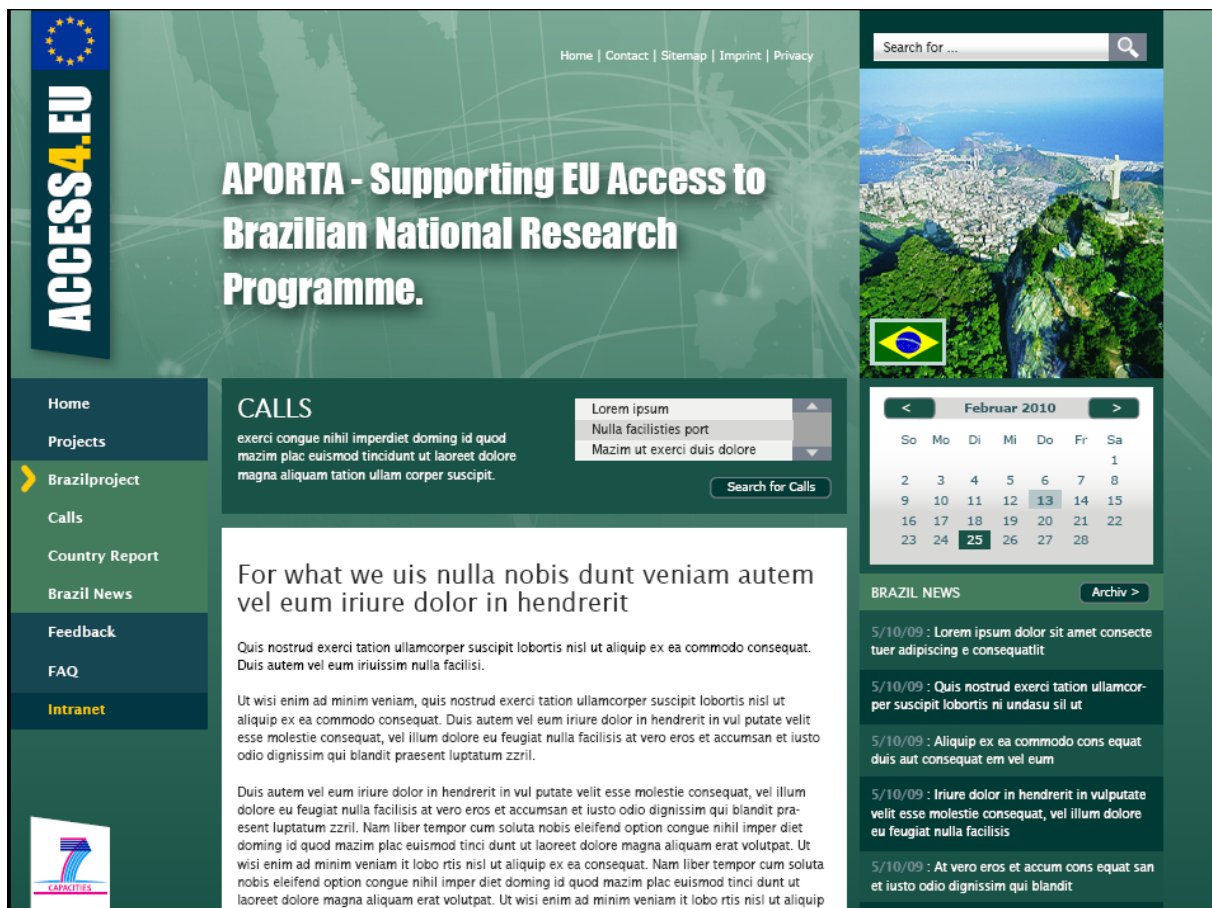 ACCESS4.EU
Home | Contact | Sitemap | Imprint | Privacy
Search for ...
APORTA - Supporting EU Access to
Brazilian National Research
Programme.
Home
Projects
Brazilproject
Calls
Country Report
Brazil News
Feedback
FAQ
Intranet
7
CAPACITIES
CALLS
exerci congue nihil imperdiet doming id quod
mazim plac euismod tincidunt ut laoreet dolore
magna aliquam tation ullam corper suscipit.
Lorem ipsum
Nulla facilisties port
Mazim ut exerci duis dolore
Search for Calls
For what we uis nulla nobis dunt veniam autem
vel eum iriure dolor in hendrerit
Quis nostrud exerci tation ullamcorper suscipit lobortis nisl ut aliquip ex ea commodo consequat.
Duis autem vel eum iriuissim nulla facilisi.
Ut wisi enim ad minim veniam, quis nostrud exerci tation ullamcorper suscipit lobortis nisl ut
aliquip ex ea commodo consequat. Duis autem vel eum iriure dolor in hendrerit in vul putate velit
esse molestie consequat, vel illum dolore eu feugiat nulla facilisis at vero eros et accumsan et iusto
odio dignissim qui blandit praesent luptatum zzril.
Duis autem vel eum iriure dolor in hendrerit in vul putate velit esse molestie consequat, vel illum
dolore eu feugiat nulla facilisis at vero eros et accumsan et iusto odio dignissim qui blandit pra-
esent luptatum zzril. Nam liber tempor cum soluta nobis eleifend option congue nihil imper diet
doming id quod mazim plac euismod tinci dunt ut laoreet dolore magna aliquam erat volutpat. Ut
wisi enim ad minim veniam it lobo rtis nisl ut aliquip ex ea consequat. Nam liber tempor cum soluta
nobis eleifend option congue nihil imper diet doming id quod mazim plac euismod tinci dunt ut
laoreet dolore magna aliquam erat volutpat. Ut wisi enim ad minim veniam it lobo rtis nisl ut aliquip
< Februar 2010 >
So Mo Di Mi Do Fr Sa
1
2 3 4 5 6 7 8
9 10 11 12 13 14 15
16 17 18 19 20 21 22
23 24 25 26 27 28
BRAZIL NEWS Archiv >
5/10/09 : Lorem ipsum dolor sit amet consecte
tuer adipiscing e consequatlit
5/10/09 : Quis nostrud exerci tation ullamcor-
per suscipit lobortis ni undasu sil ut
5/10/09 : Aliquip ex ea commodo cons equat
duis aut consequat em vel eum
5/10/09 : Iriure dolor in hendrerit in vulputate
velit esse molestie consequat, vel illum dolore
eu feugiat nulla facilisis
5/10/09 : At vero eros et accum cons equat san
et iusto odio dignissim qui blandit